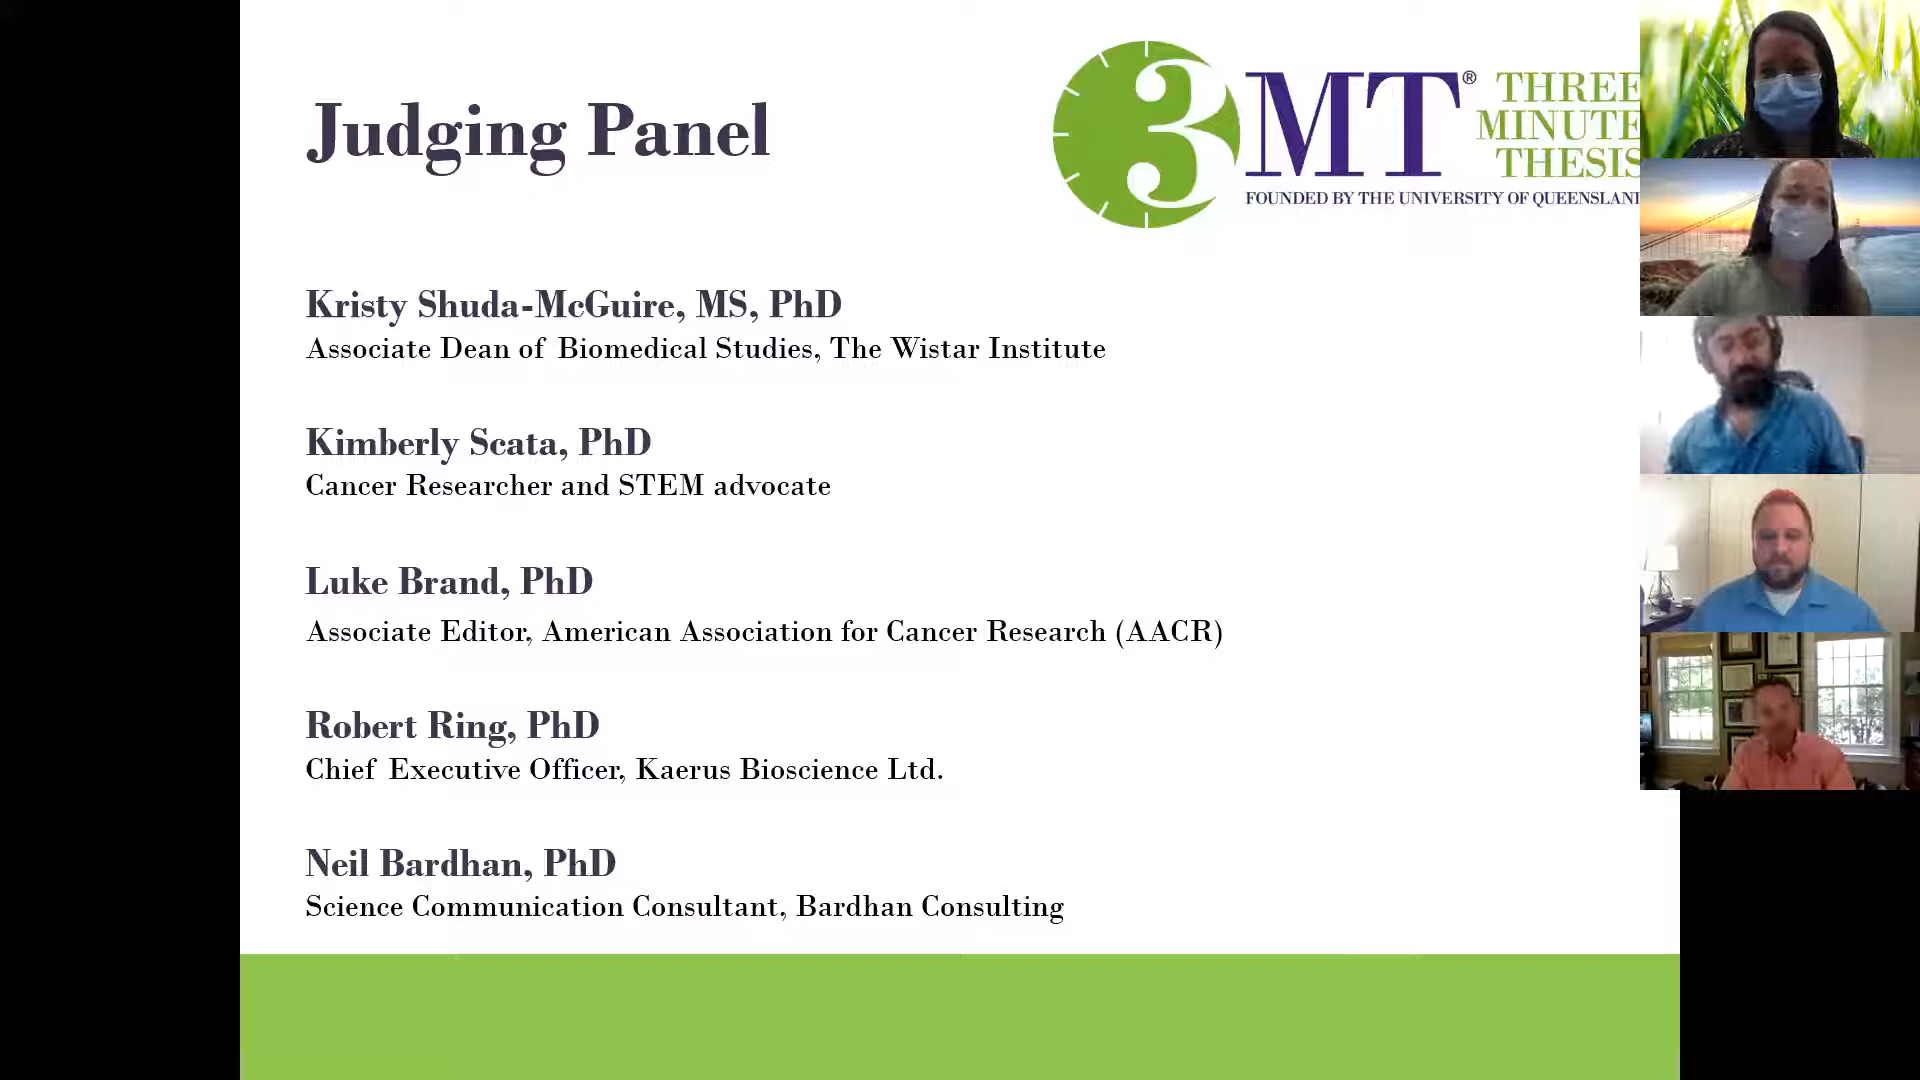 Judging Panel
3MT® THREE
MINUTE
THESIS
FOUNDED BY THE UNIVERSITY OF QUEENSLAND
Kristy Shuda-McGuire, MS, PhD
Associate Dean of Biomedical Studies, The Wistar Institute
Kimberly Scata, PhD
Cancer Researcher and STEM advocate
Luke Brand, PhD
Associate Editor, American Association for Cancer Research (AACR)
Robert Ring, PhD
Chief Executive Officer, Kaerus Bioscience Ltd.
Neil Bardhan, PhD
Science Communication Consultant, Bardhan Consulting